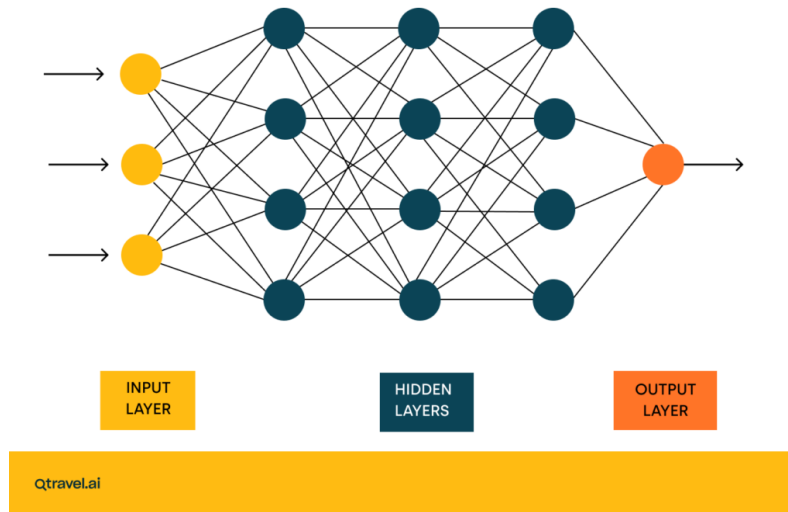 INPUT
LAYER
HIDDEN
LAYERS
OUTPUT
LAYER
Qtravel.ai